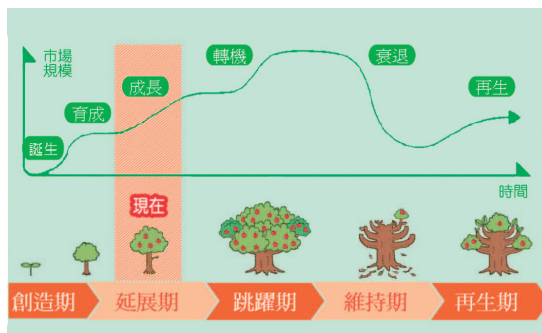 市場
規模
誕生
育成
成長
轉機
衰退
再生
時間
現在
創造期
延展期
跳躍期
維持期
再生期